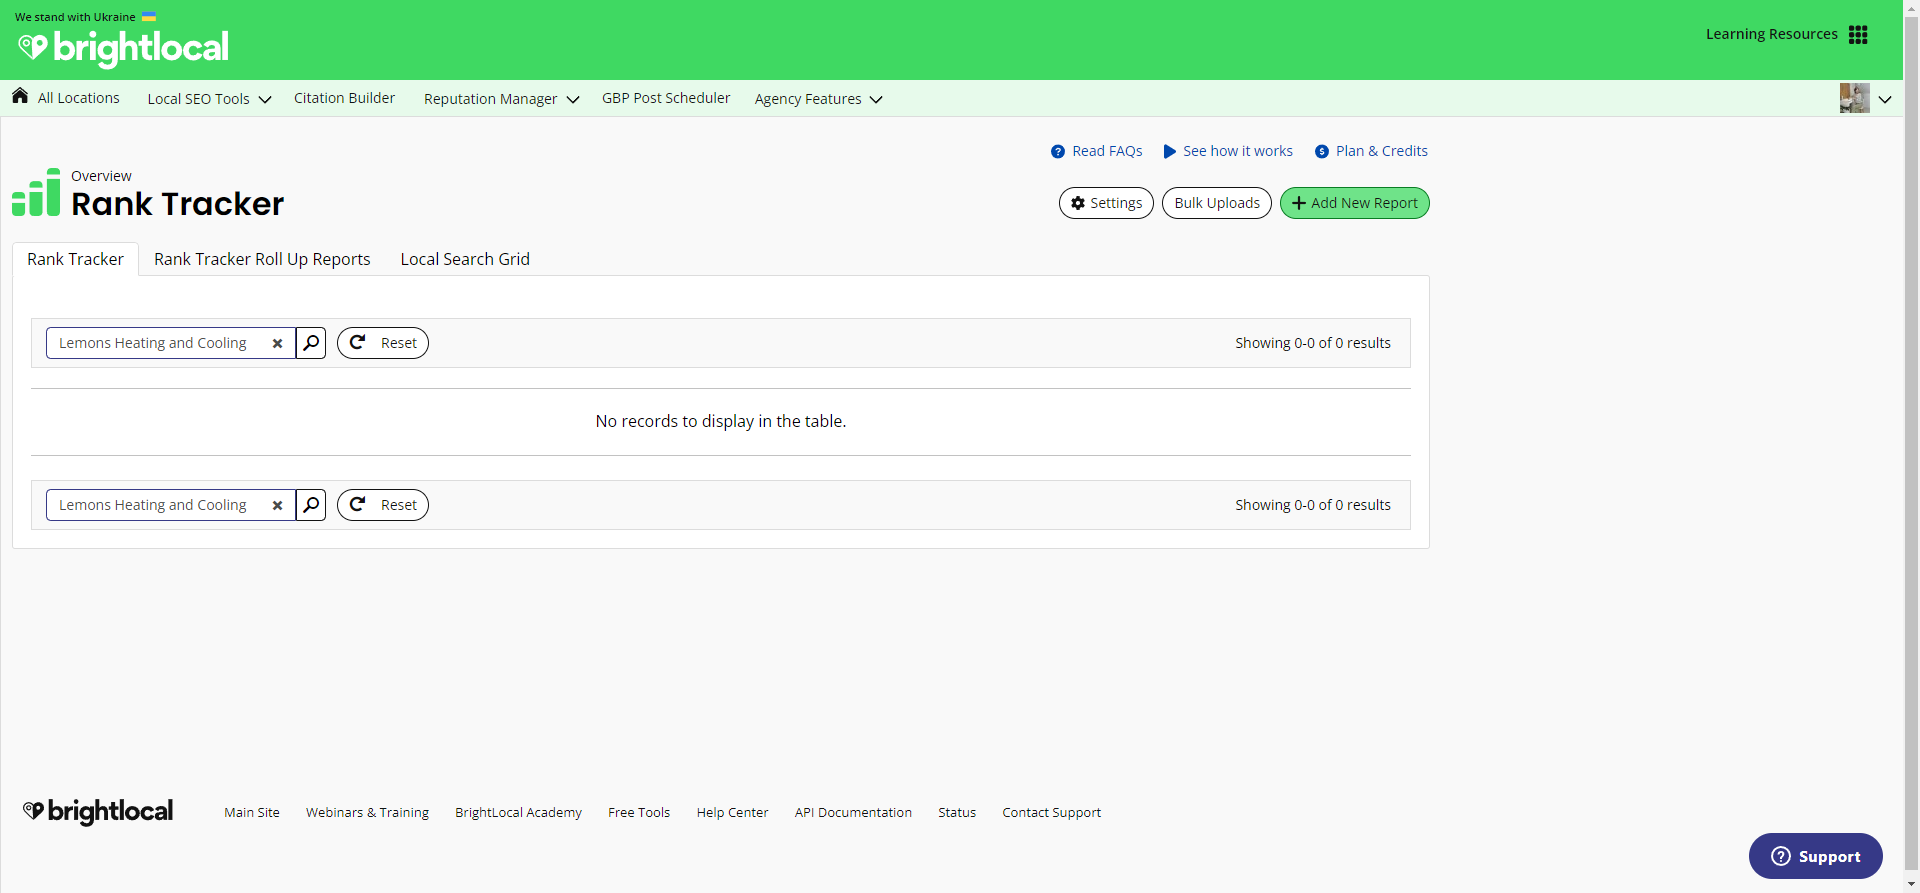 We stand with Ukraine
brightlocal
Learning Resources
All Locations
Local SEO Tools
Citation Builder
Reputation Manager
GBP Post Scheduler
Agency Features
Read FAQs
See how it works
Plan & Credits
Overview
Rank Tracker
Settings
Bulk Uploads
Add New Report
Rank Tracker
Rank Tracker Roll Up Reports
Local Search Grid
Lemons Heating and Cooling
Reset
Showing 0-0 of 0 results
No records to display in the table.
Lemons Heating and Cooling
Reset
Showing 0-0 of 0 results
brightlocal
Main Site
Webinars & Training
BrightLocal Academy
Free Tools
Help Center
API Documentation
Status
Contact Support
Support